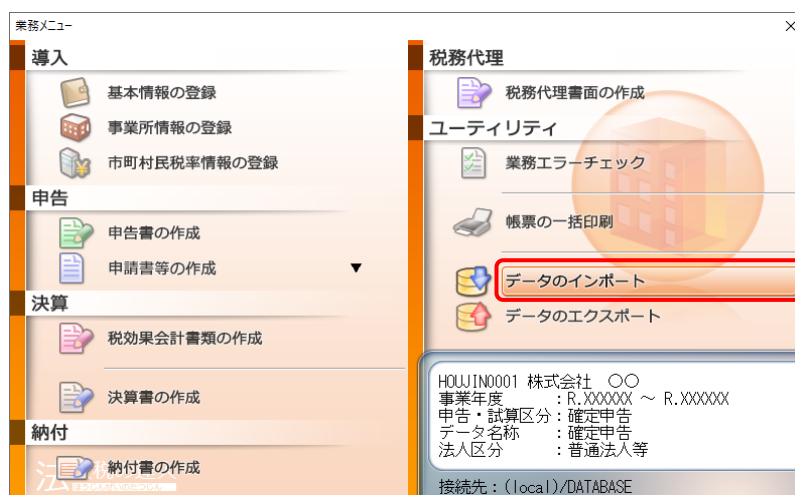 業務メニュー
導入
基本情報の登録
事業所情報の登録
市町村民税率情報の登録
申告
申告書の作成
申請書等の作成 ▼
決算
税効果会計書類の作成
決算書の作成
納付
納付書の作成
税務代理
税務代理書面の作成
ユーティリティ
業務エラーチェック
帳票の一括印刷
データのインポート
データのエクスポート
HOUJIN0001 株式会社 〇〇
事業年度 :R.XXXXXX ~ R.XXXXXX
申告・試算区分:確定申告
データ名称 :確定申告
法人区分 :普通法人等
接続先:(local)/DATABASE